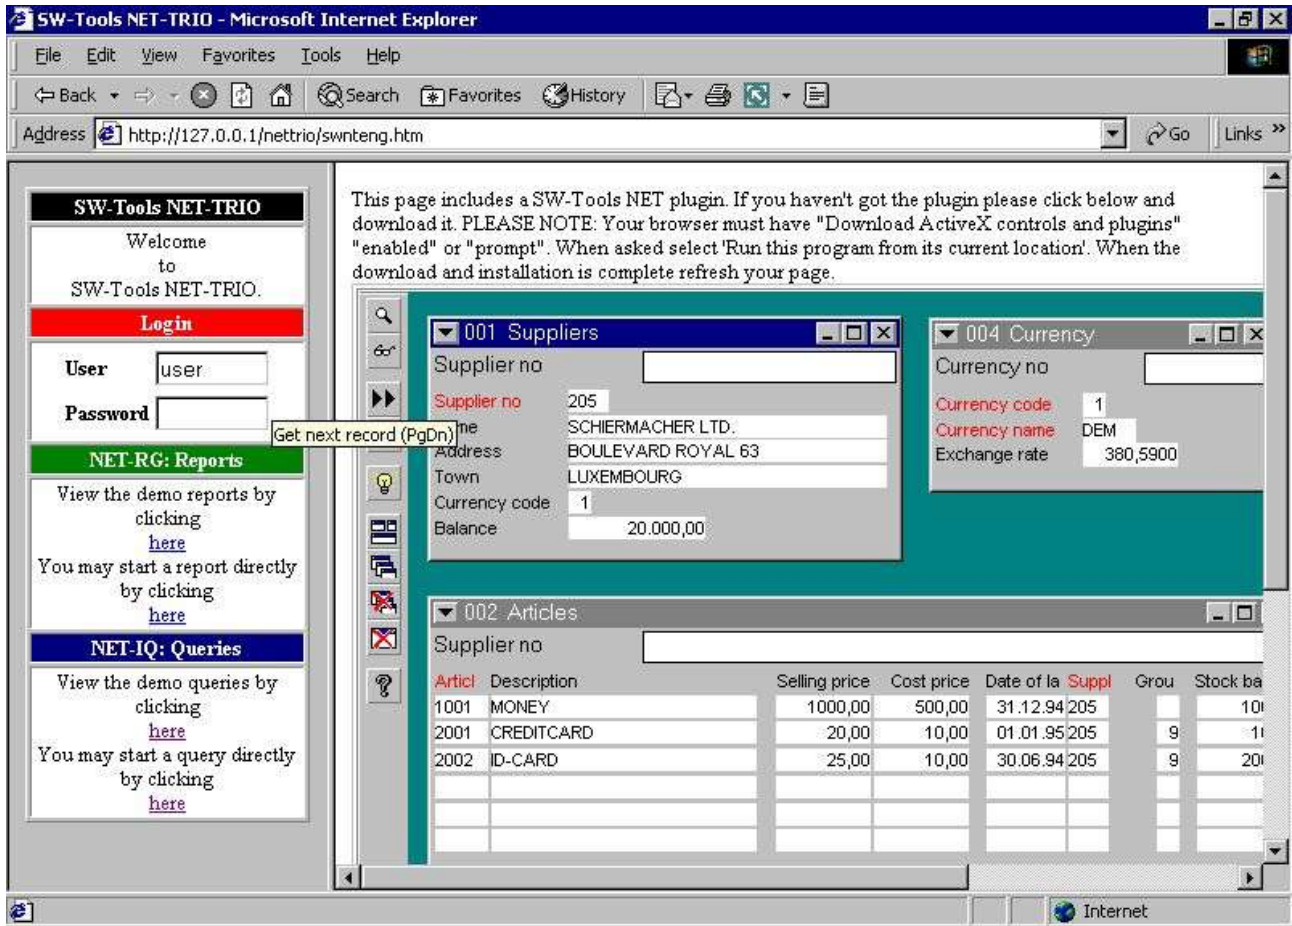 SW-Tools NET-TRIO - Microsoft Internet Explorer
File Edit View Favorites Tools Help
Back Search Favorites History
Address http://127.0.0.1/nettrio/swnteng.htm Go Links »
SW-Tools NET-TRIO
Welcome
to
SW-Tools NET-TRIO.
Login
User user
Password
NET-RG: Reports
View the demo reports by
clicking
here
You may start a report directly
by clicking
here
NET-IQ: Queries
View the demo queries by
clicking
here
You may start a query directly
by clicking
here
This page includes a SW-Tools NET plugin. If you haven't got the plugin please click below and
download it. PLEASE NOTE: Your browser must have "Download ActiveX controls and plugins"
"enabled" or "prompt". When asked select 'Run this program from its current location'. When the
download and installation is complete refresh your page.
Get next record (PgDn)
001 Suppliers
Supplier no
Supplier no 205
SCHIERMACHER LTD.
Address BOULEVARD ROYAL 63
Town LUXEMBOURG
Currency code 1
Balance 20.000,00
004 Currency
Currency no
Currency code 1
Currency name DEM
Exchange rate 380,5900
002 Articles
Supplier no
Articl Description Selling price Cost price Date of la Suppl Grou Stock ba
1001 MONEY 1000,00 500,00 31.12.94 205 10
2001 CREDITCARD 20,00 10,00 01.01.95 205 9 1
2002 ID-CARD 25,00 10,00 30.06.94 205 9 20
Internet